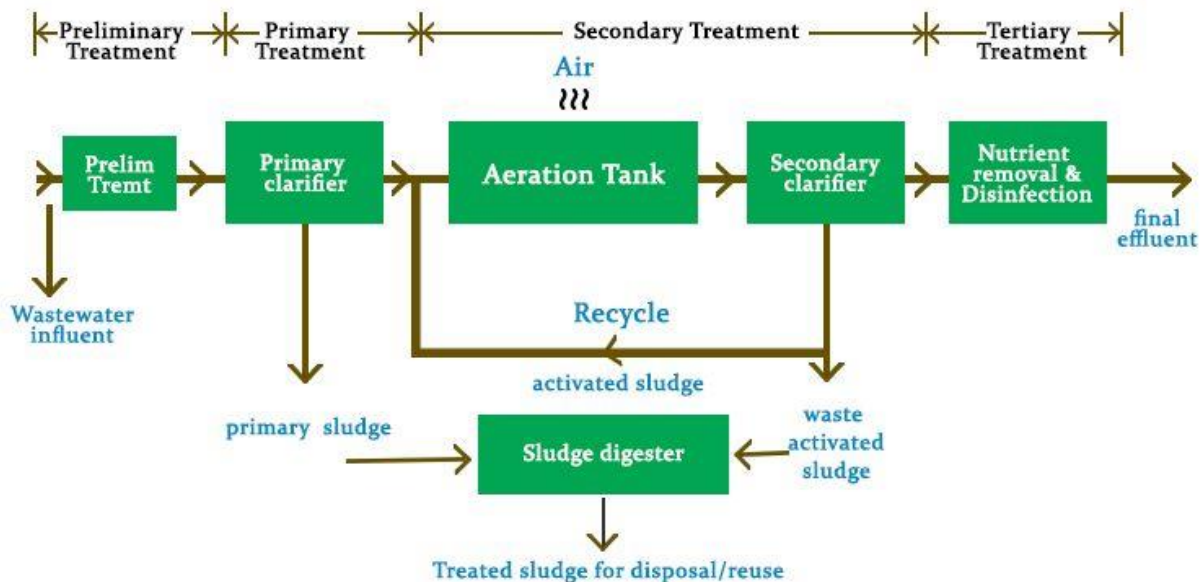 Preliminary
Treatment
Primary
Treatment
Secondary Treatment
Tertiary
Treatment
Air
Prelim
Tremt
Primary
clarifier
Aeration Tank
Secondary
clarifier
Nutrient
removal &
Disinfection
final
effluent
Wastewater
influent
Recycle
activated sludge
primary sludge
Sludge digester
waste
activated
sludge
Treated sludge for disposal/reuse